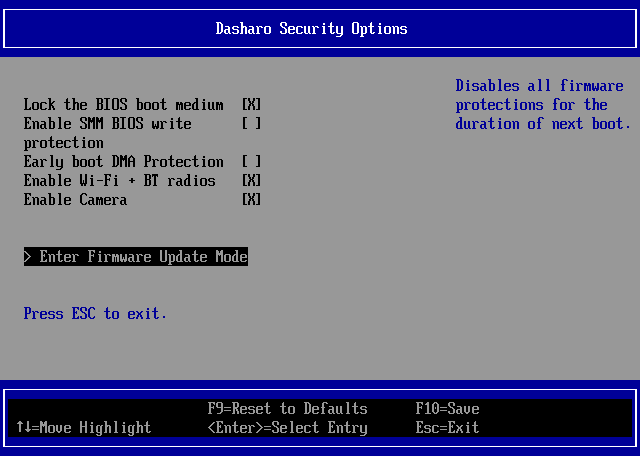 Dasharo Security Options
Lock the BIOS boot medium [X]
Enable SMM BIOS write [ ]
protection
Early boot DMA Protection [ ]
Enable Wi-Fi + BT radios [X]
Enable Camera [X]
> Enter Firmware Update Mode
Press ESC to exit.
Disables all firmware
protections for the
duration of next boot.
F9=Reset to Defaults F10=Save
↑↓=Move Highlight <Enter>=Select Entry Esc=Exit